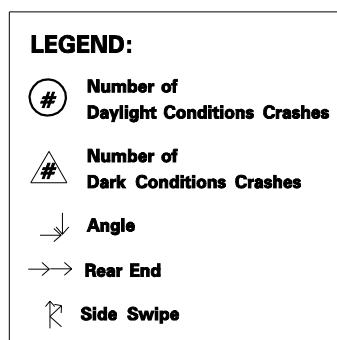 LEGEND:
#
Number of
Daylight Conditions Crashes
#
Number of
Dark Conditions Crashes
Angle
Rear End
Side Swipe